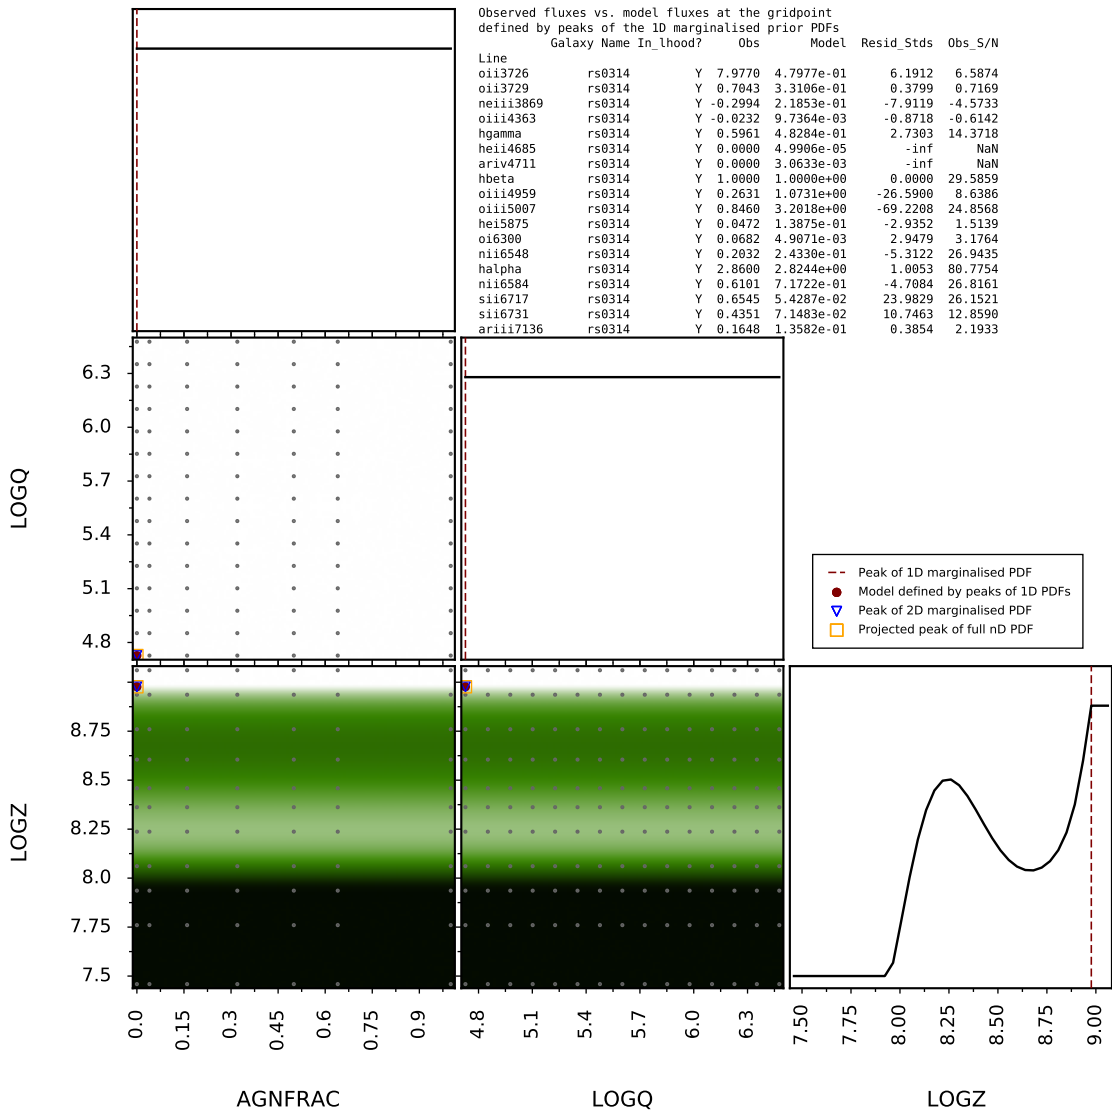 Observed fluxes vs. model fluxes at the gridpoint
defined by peaks of the 1D marginalised prior PDFs
Galaxy Name In_lhood? Obs Model Resid_Stds Obs_S/N
Line
oii3726 rs0314 Y 7.9770 4.7977e-01 6.1912 6.5874
oii3729 rs0314 Y 0.7043 3.3106e-01 0.3799 0.7169
neiii3869 rs0314 Y -0.2994 2.1853e-01 -7.9119 -4.5733
oiii4363 rs0314 Y -0.0232 9.7364e-03 -0.8718 -0.6142
hgamma rs0314 Y 0.5961 4.8284e-01 2.7303 14.3718
heii4685 rs0314 Y 0.0000 4.9906e-05 -inf NaN
ariv4711 rs0314 Y 0.0000 3.0633e-03 -inf NaN
hbeta rs0314 Y 1.0000 1.0000e+00 0.0000 29.5859
oiii4959 rs0314 Y 0.2631 1.0731e+00 -26.5900 8.6386
oiii5007 rs0314 Y 0.8460 3.2018e+00 -69.2208 24.8568
hei5875 rs0314 Y 0.0472 1.3875e-01 -2.9352 1.5139
oi6300 rs0314 Y 0.0682 4.9071e-03 2.9479 3.1764
nii6548 rs0314 Y 0.2032 2.4330e-01 -5.3122 26.9435
halpha rs0314 Y 2.8600 2.8244e+00 1.0053 80.7754
nii6584 rs0314 Y 0.6101 7.1722e-01 -4.7084 26.8161
sii6717 rs0314 Y 0.6545 5.4287e-02 23.9829 26.1521
sii6731 rs0314 Y 0.4351 7.1483e-02 10.7463 12.8590
ariii7136 rs0314 Y 0.1648 1.3582e-01 0.3854 2.1933
6.3
6.0
5.7
5.4
5.1
4.8
LOGQ
Peak of 1D marginalised PDF
Model defined by peaks of 1D PDFs
Peak of 2D marginalised PDF
Projected peak of full nD PDF
8.75
8.5
8.25
8.0
7.75
7.5
LOGZ
0.0 0.15 0.3 0.45 0.6 0.75 0.9
4.8 5.1 5.4 5.7 6.0 6.3
7.50 7.75 8.00 8.25 8.50 8.75 9.00
AGNFRAC LOGQ LOGZ